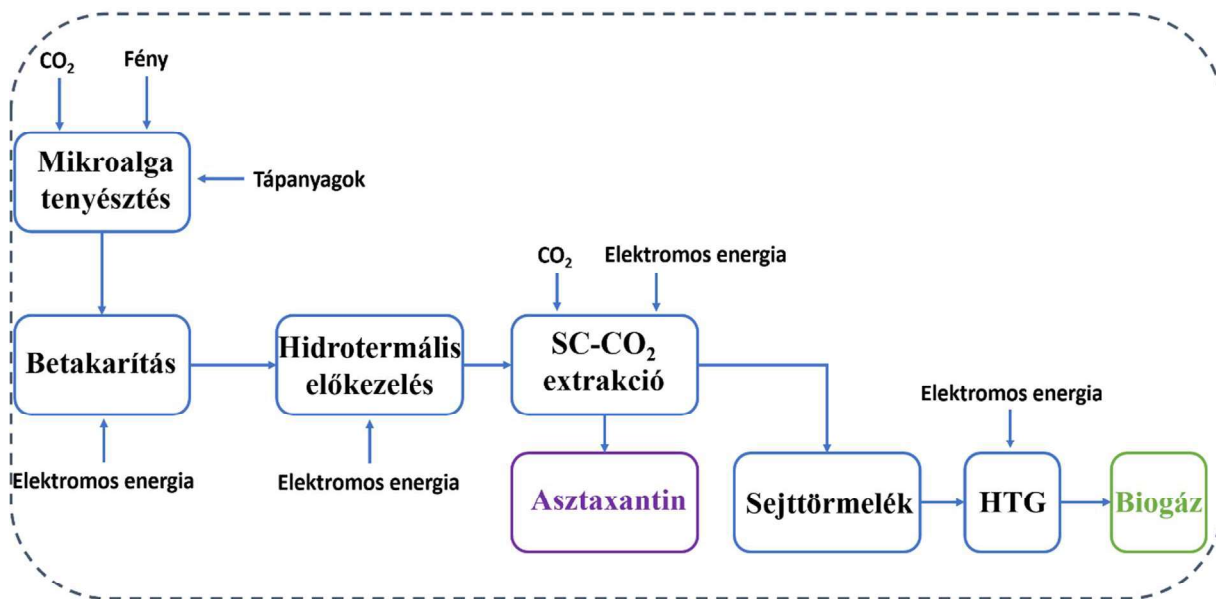 CO₂
Fény
Mikroalga
tenyésztés
Tápanyagok
CO₂
Elektromos energia
Betakarítás
Hidrotermális
előkezelés
SC-CO₂
extrakció
Elektromos energia
Elektromos energia
Elektromos energia
Asztaxantin
Sejttörmelék
HTG
Biogáz